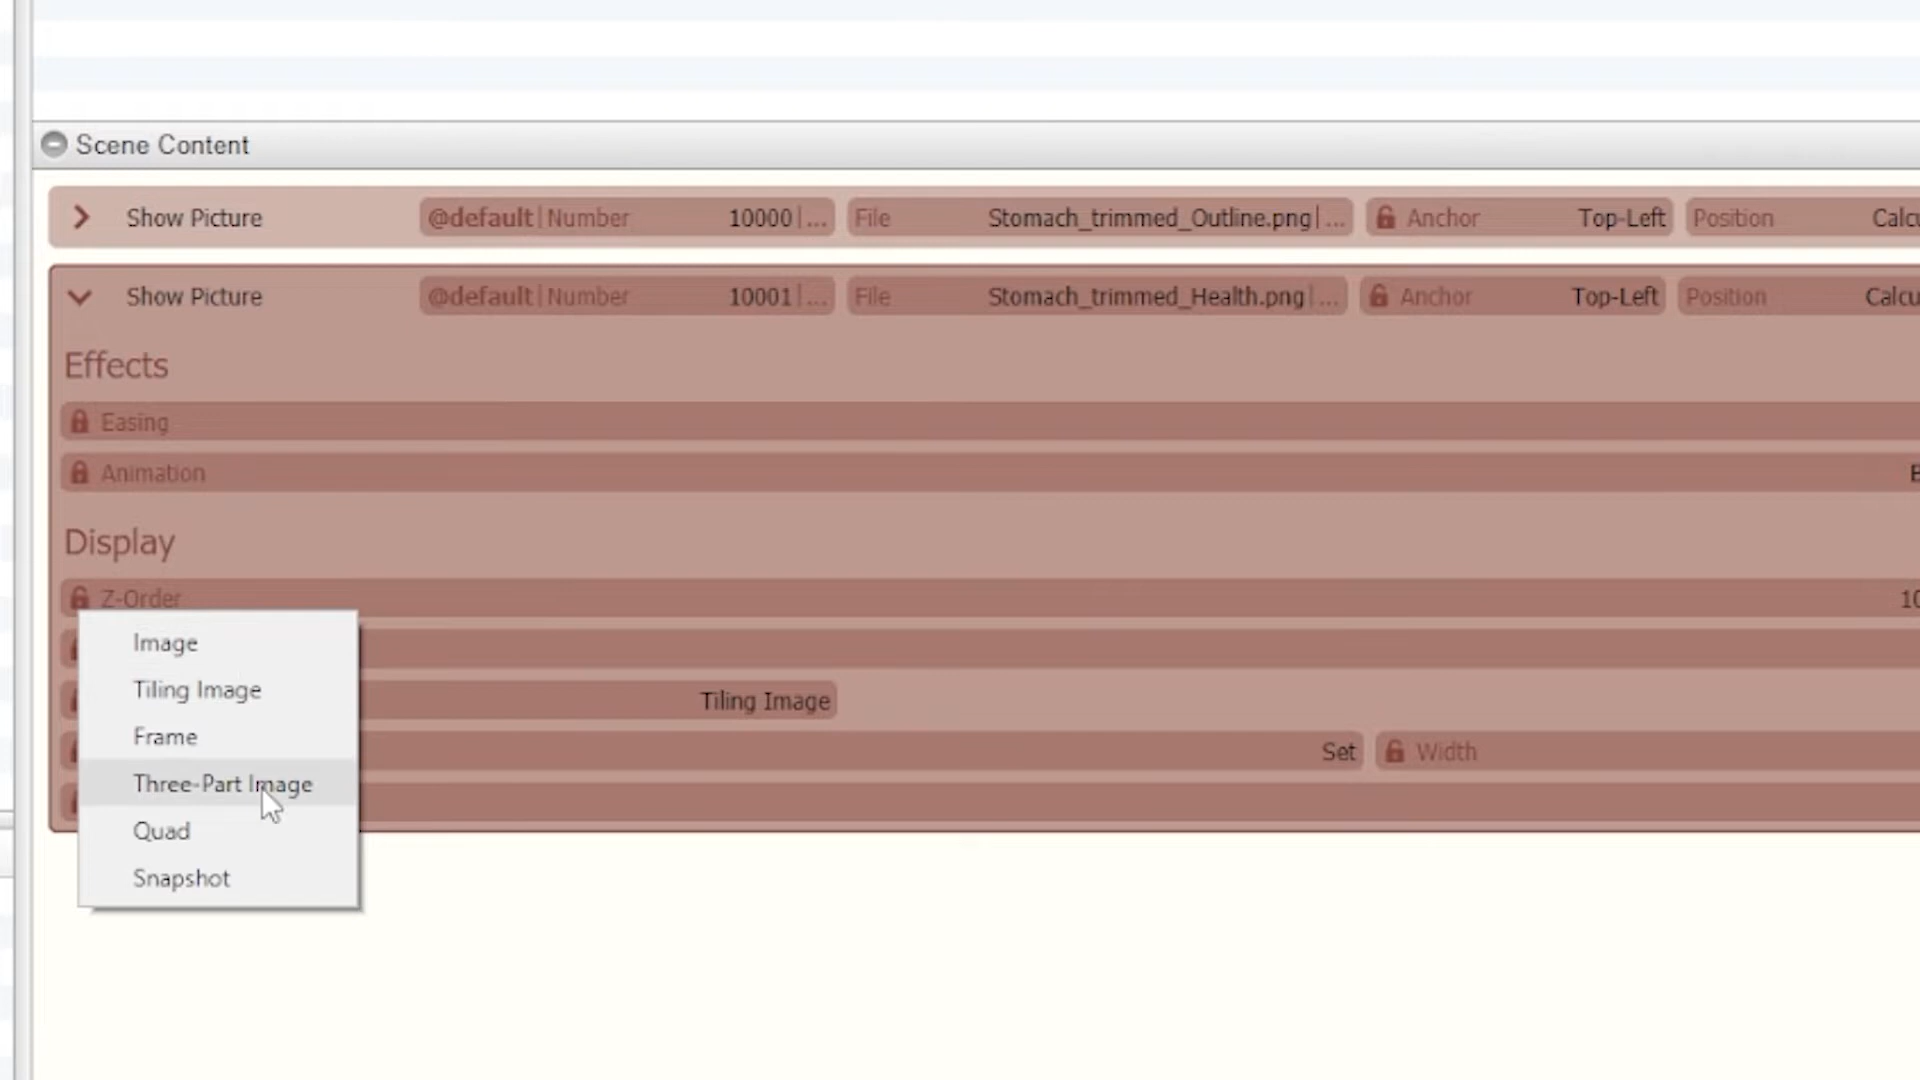 Scene Content
Show Picture @default | Number 10000 | ... File Stomach_trimmed_Outline.png | ... Anchor Top-Left Position
Show Picture @default | Number 10001 | ... File Stomach_trimmed_Health.png | ... Anchor Top-Left Position
Effects
Easing
Animation
Display
Z-Order
Image
Tiling Image
Tiling Image
Frame
Set Width
Three-Part Image
Quad
Snapshot